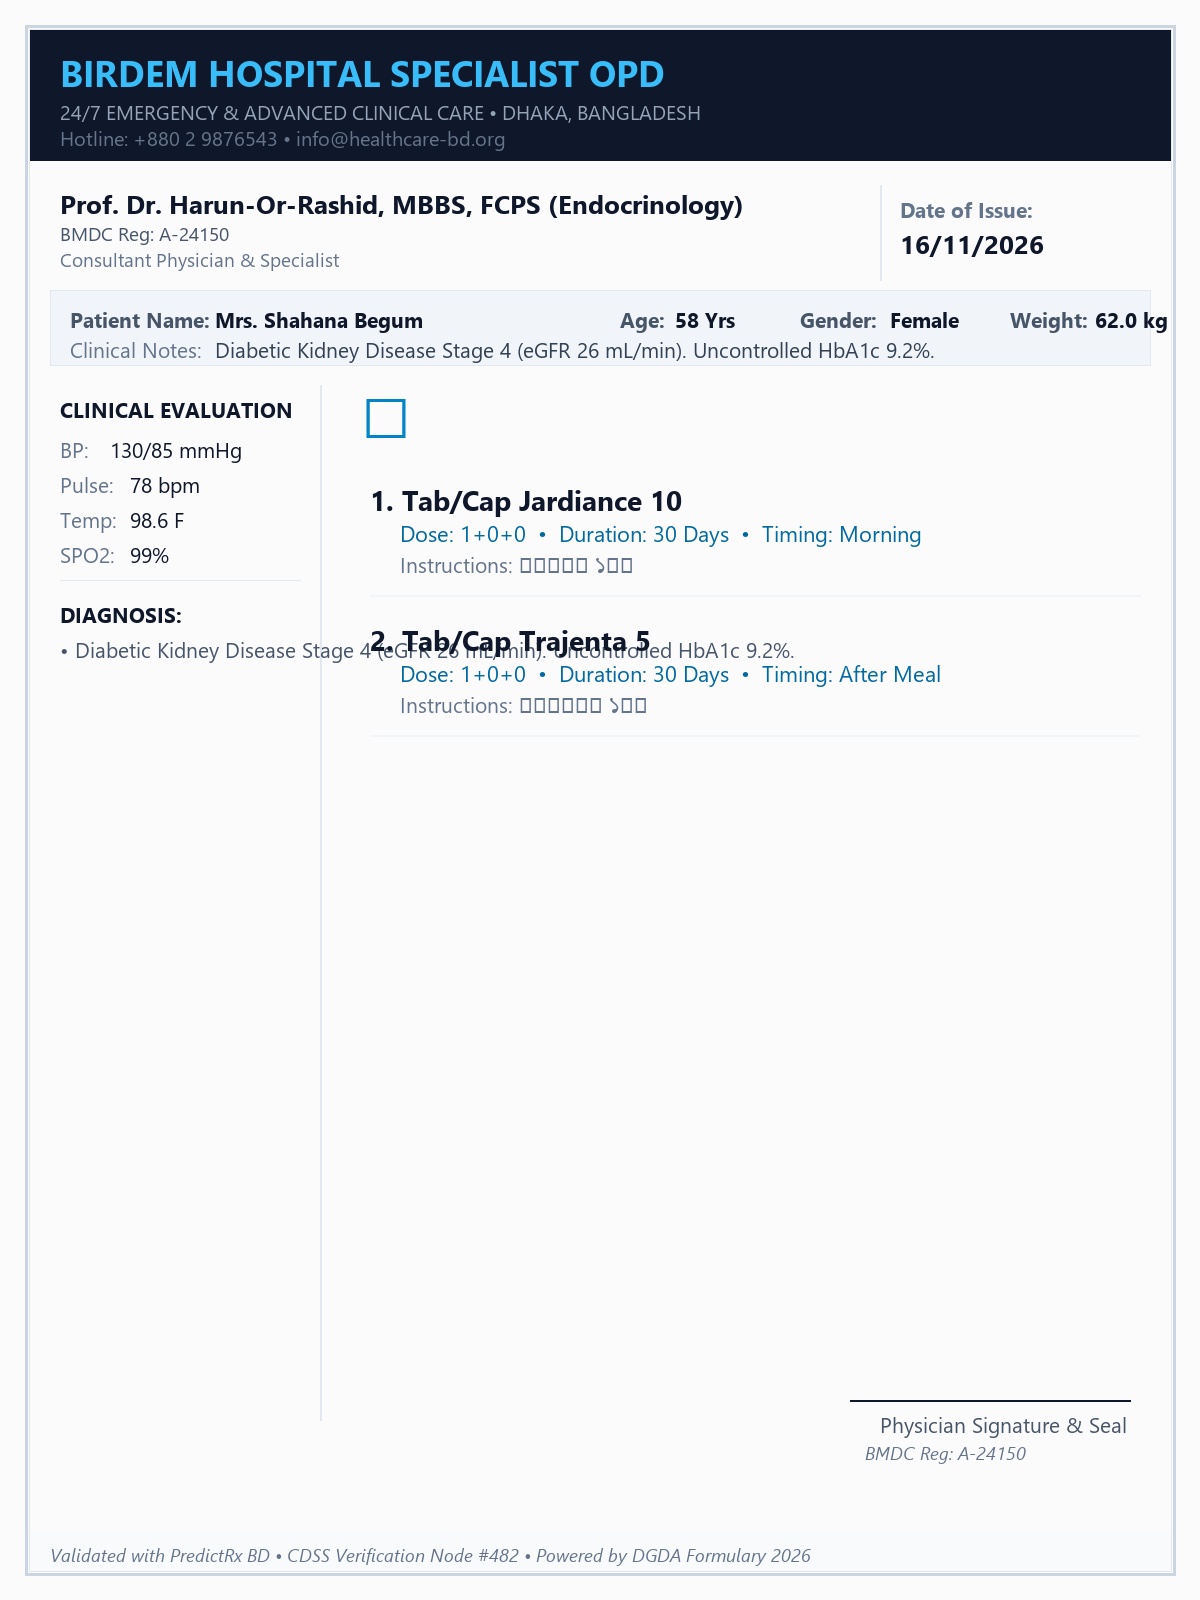 BIRDEM HOSPITAL SPECIALIST OPD
24/7 EMERGENCY & ADVANCED CLINICAL CARE • DHAKA, BANGLADESH
Hotline: +880 2 9876543 • info@healthcare-bd.org
Prof. Dr. Harun-Or-Rashid, MBBS, FCPS (Endocrinology)
BMDC Reg: A-24150
Consultant Physician & Specialist
Date of Issue:
16/11/2026
Patient Name: Mrs. Shahana Begum Age: 58 Yrs Gender: Female Weight: 62.0 kg
Clinical Notes: Diabetic Kidney Disease Stage 4 (eGFR 26 mL/min). Uncontrolled HbA1c 9.2%.
CLINICAL EVALUATION
BP: 130/85 mmHg
Pulse: 78 bpm
Temp: 98.6 F
SPO2: 99%
DIAGNOSIS:
• Diabetic Kidney Disease Stage 4 (eGFR 26 mL/min). Uncontrolled HbA1c 9.2%.
1. Tab/Cap Jardiance 10
Dose: 1+0+0 • Duration: 30 Days • Timing: Morning
Instructions:
2. Tab/Cap Trajenta 5
Dose: 1+0+0 • Duration: 30 Days • Timing: After Meal
Instructions:
Physician Signature & Seal
BMDC Reg: A-24150
Validated with PredictRx BD • CDSS Verification Node #482 • Powered by DGDA Formulary 2026